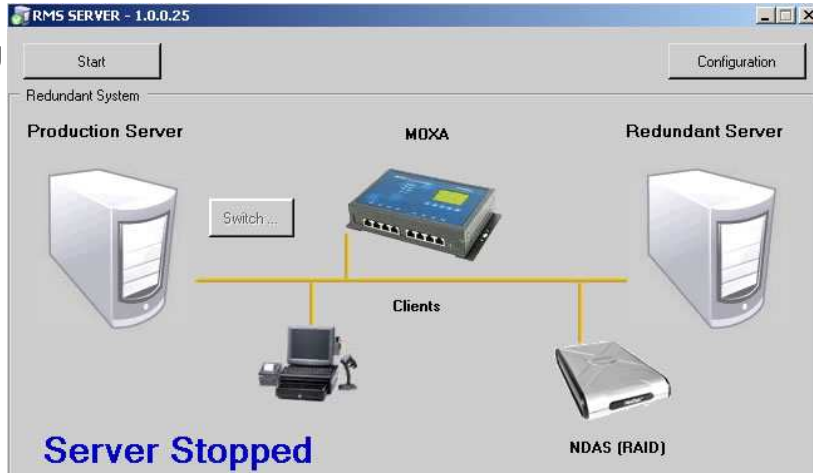 RMS SERVER - 1.0.0.25
Start
Configuration
Redundant System
Production Server
MOXA
Redundant Server
Switch ...
Clients
Server Stopped
NDAS (RAID)